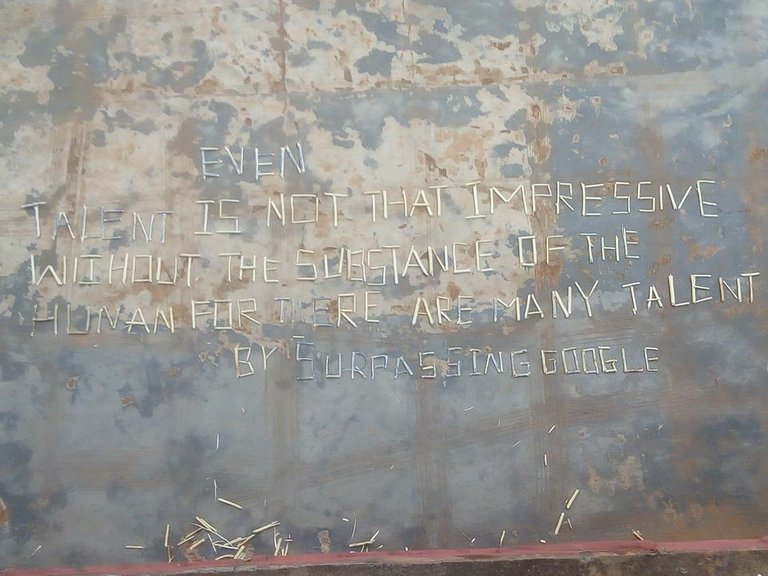 EVEN
TALENT IS NOT THAT IMPRESSIVE
WITHOUT THE SUBSTANCE OF THE
HUMAN FOR THERE ARE MANY TALENT
BY SURPASSING GOOGLE